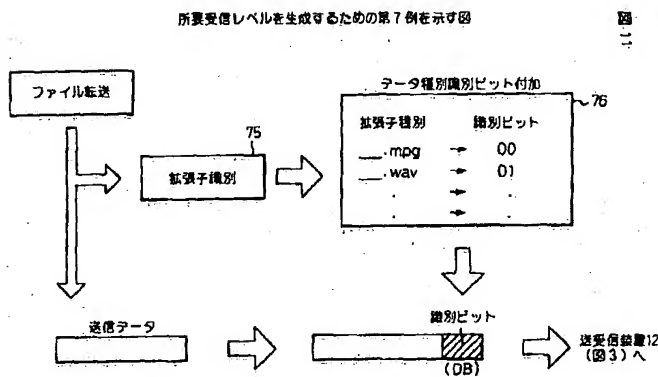 所要受信レベルを生成するための第7例を示す図
図11
ファイル転送
データ種別識別ビット付加
76
拡張子種別 識別ビット
___.mpg → 00
___.wav → 01
. → .
. → .
75
拡張子識別
送信データ
識別ビット
(DB)
送受信装置12
(図3)へ